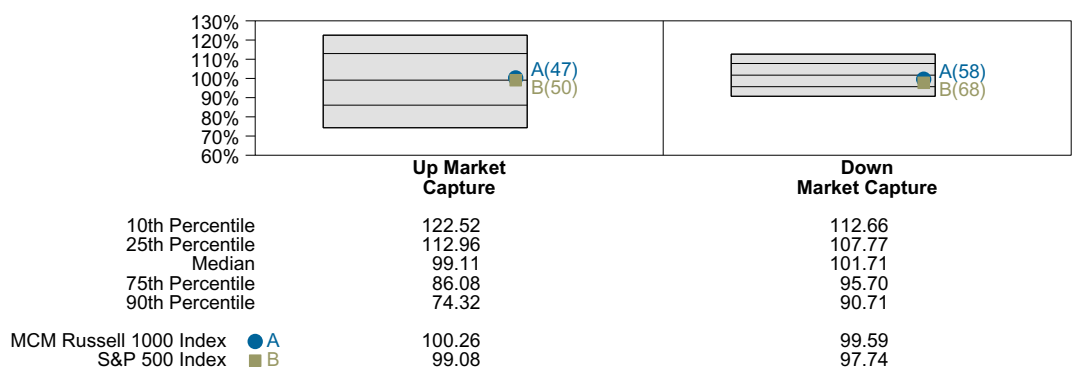 130%
120%
110%
100%
90%
80%
70%
60%
A(47)
B(50)
A(58)
B(68)
Up Market
Capture
Down
Market Capture
10th Percentile 122.52 112.66
25th Percentile 112.96 107.77
Median 99.11 101.71
75th Percentile 86.08 95.70
90th Percentile 74.32 90.71
MCM Russell 1000 Index A 100.26 99.59
S&P 500 Index B 99.08 97.74